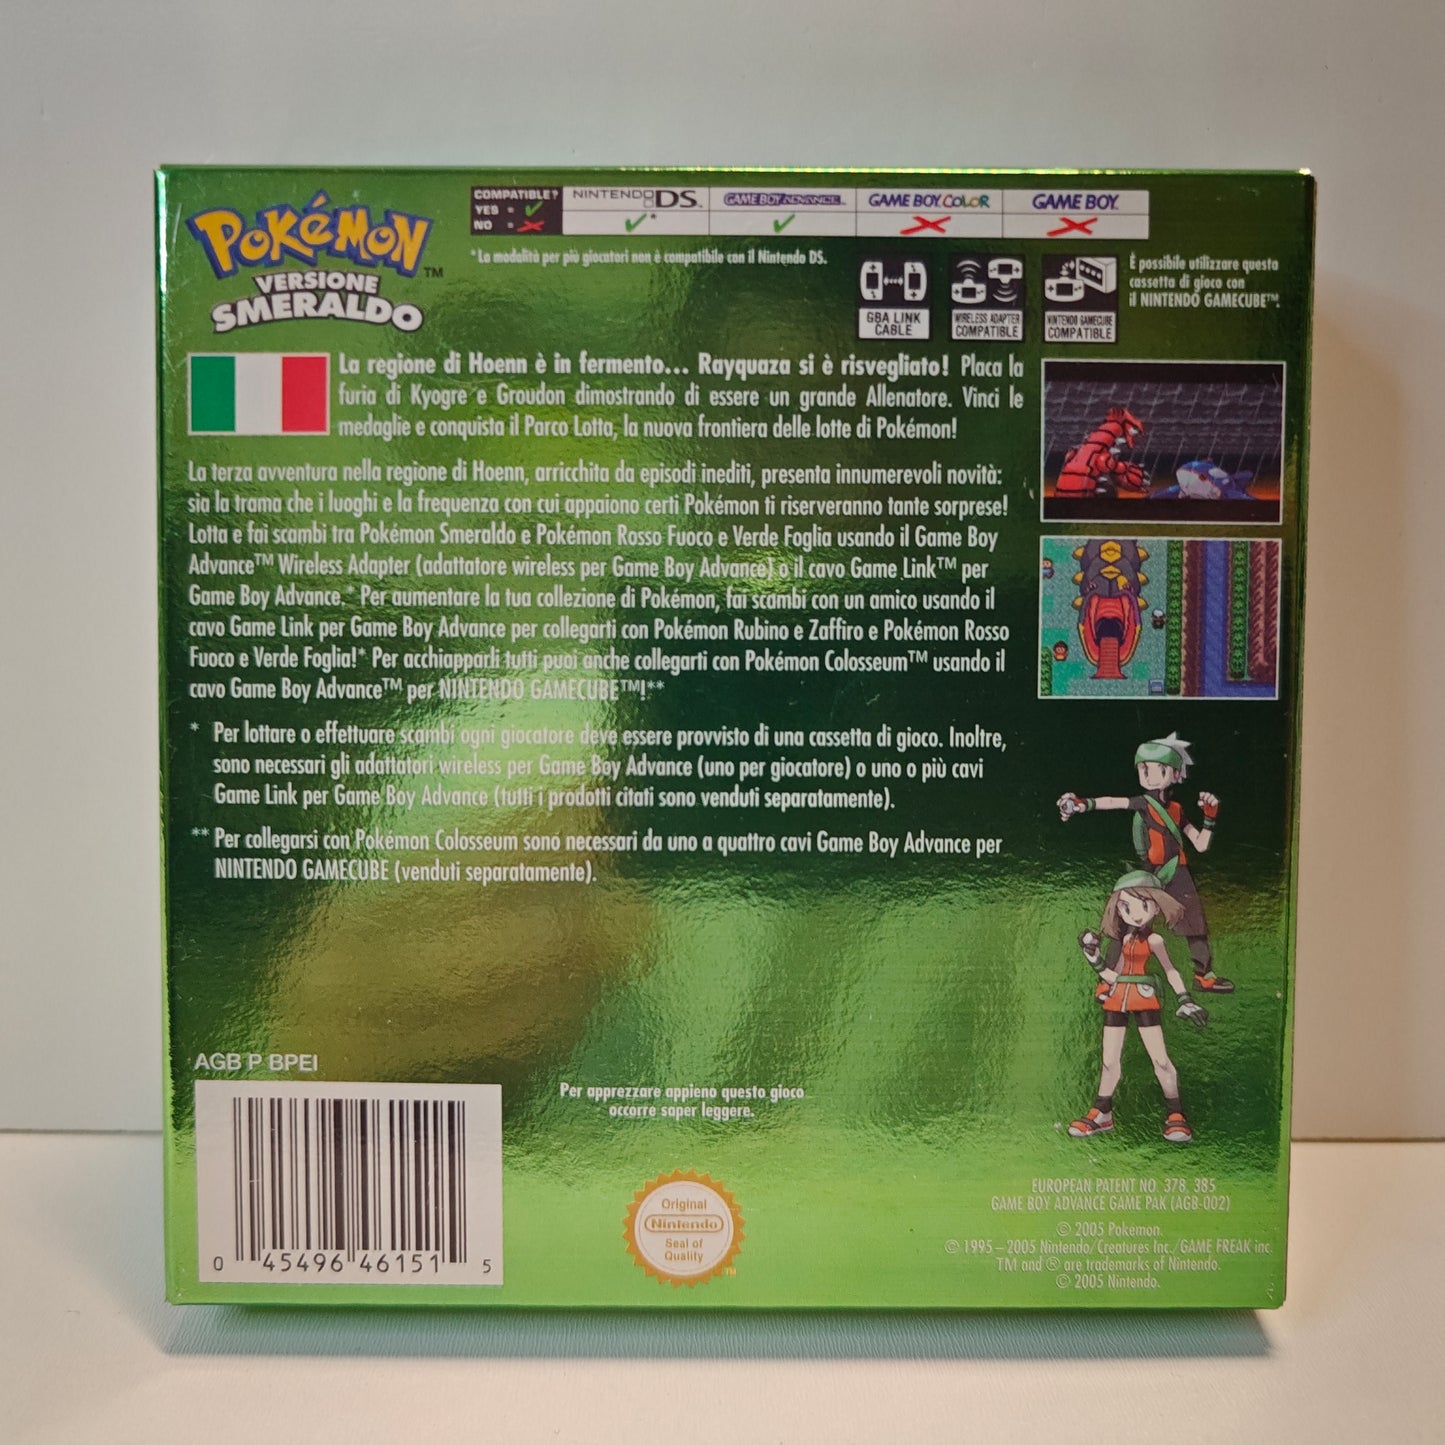 POKéMON™
VERSIONE
SMERALDO
COMPATIBLE?
YES =
NO =
NINTENDO DS™
GAME BOY ADVANCE™
GAME BOY COLOR
GAME BOY.
*
* La modalità per più giocatori non è compatibile con il Nintendo DS.
GBA LINK
CABLE
WIRELESS ADAPTER
COMPATIBLE
NINTENDO GAMECUBE
COMPATIBLE
È possibile utilizzare questa
cassetta di gioco con
il NINTENDO GAMECUBE™.
La regione di Hoenn è in fermento... Rayquaza si è risvegliato! Placa la
furia di Kyogre e Groudon dimostrando di essere un grande Allenatore. Vinci le
medaglie e conquista il Parco Lotta, la nuova frontiera delle lotte di Pokémon!
La terza avventura nella regione di Hoenn, arricchita da episodi inediti, presenta innumerevoli novità:
sia la trama che i luoghi e la frequenza con cui appaiono certi Pokémon ti riserveranno tante sorprese!
Lotta e fai scambi tra Pokémon Smeraldo e Pokémon Rosso Fuoco e Verde Foglia usando il Game Boy
Advance™ Wireless Adapter (adattatore wireless per Game Boy Advance) o il cavo Game Link™ per
Game Boy Advance.* Per aumentare la tua collezione di Pokémon, fai scambi con un amico usando il
cavo Game Link per Game Boy Advance per collegarti con Pokémon Rubino e Zaffiro e Pokémon Rosso
Fuoco e Verde Foglia!* Per acchiapparli tutti puoi anche collegarti con Pokémon Colosseum™ usando il
cavo Game Boy Advance™ per NINTENDO GAMECUBE™!**
* Per lottare o effettuare scambi ogni giocatore deve essere provvisto di una cassetta di gioco. Inoltre,
sono necessari gli adattatori wireless per Game Boy Advance (uno per giocatore) o uno o più cavi
Game Link per Game Boy Advance (tutti i prodotti citati sono venduti separatamente).
** Per collegarsi con Pokémon Colosseum sono necessari da uno a quattro cavi Game Boy Advance per
NINTENDO GAMECUBE (venduti separatamente).
AGB P BPEI
Per apprezzare appieno questo gioco
occorre saper leggere.
0 45496 46151 5
Original
Nintendo
Seal of
Quality
™
EUROPEAN PATENT NO. 378, 385
GAME BOY ADVANCE GAME PAK (AGB-002)
© 2005 Pokémon.
© 1995–2005 Nintendo/Creatures Inc./GAME FREAK inc.
TM and ® are trademarks of Nintendo.
© 2005 Nintendo.